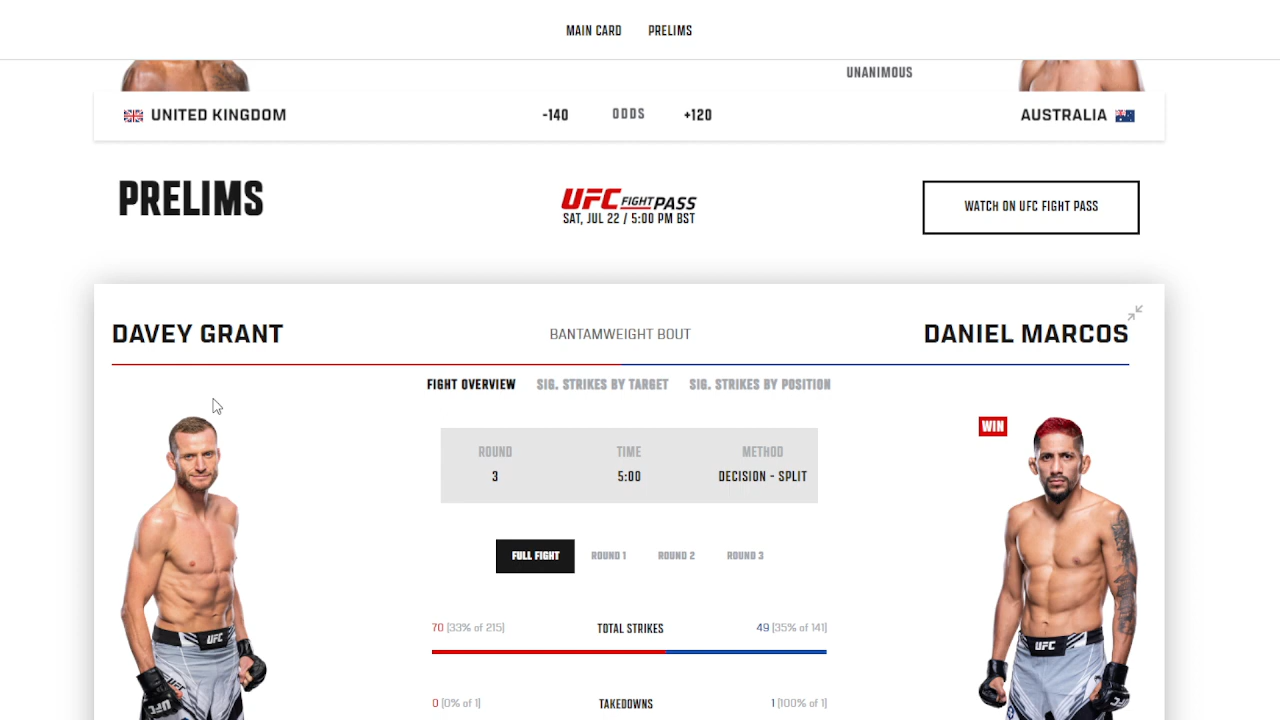 MAIN CARD PRELIMS
UNANIMOUS
UNITED KINGDOM -140 ODDS +120 AUSTRALIA
PRELIMS
UFC FIGHT PASS
SAT, JUL 22 / 5:00 PM BST
WATCH ON UFC FIGHT PASS
DAVEY GRANT BANTAMWEIGHT BOUT DANIEL MARCOS
FIGHT OVERVIEW SIG. STRIKES BY TARGET SIG. STRIKES BY POSITION
WIN
ROUND TIME METHOD
3 5:00 DECISION - SPLIT
FULL FIGHT ROUND 1 ROUND 2 ROUND 3
70 [33% of 215] TOTAL STRIKES 49 [35% of 141]
UFC UFC
0 [0% of 1] TAKEDOWNS 1 [100% of 1]
UFC